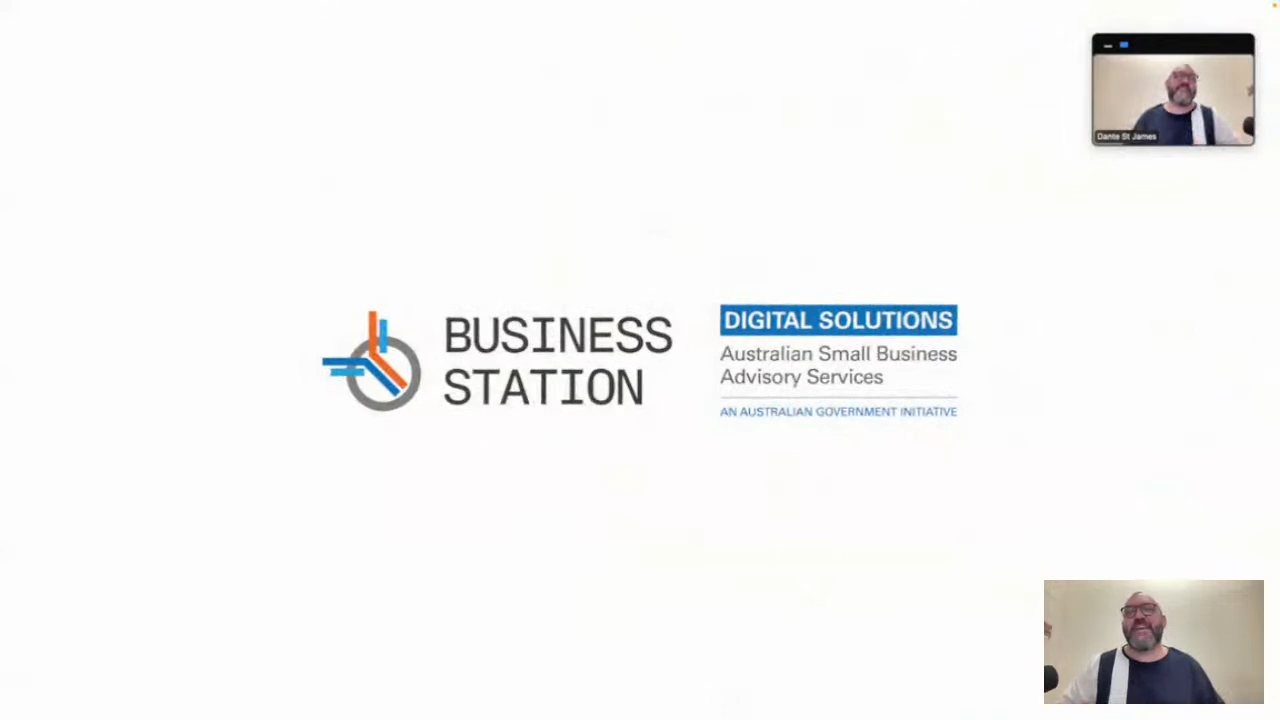 Dante St James
BUSINESS
STATION
DIGITAL SOLUTIONS
Australian Small Business
Advisory Services
AN AUSTRALIAN GOVERNMENT INITIATIVE